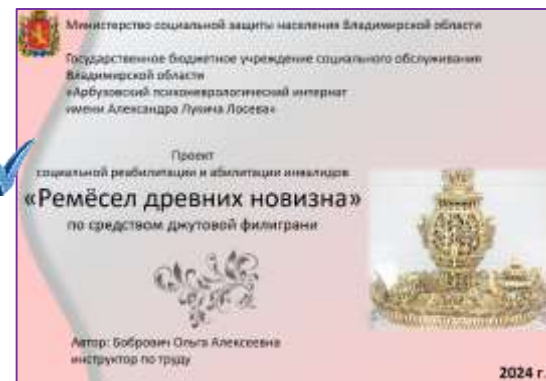 Министерство социальной защиты населения Владимирской области
Государственное бюджетное учреждение социального обслуживания
Владимирской области
«Арбузовский психоневрологический интернат
имени Александра Лукича Лосева»
Проект
социальной реабилитации и абилитации инвалидов
«Ремёсел древних новизна»
по средством джутовой филиграни
Автор: Бобрович Ольга Алексеевна
инструктор по труду
2024 г.